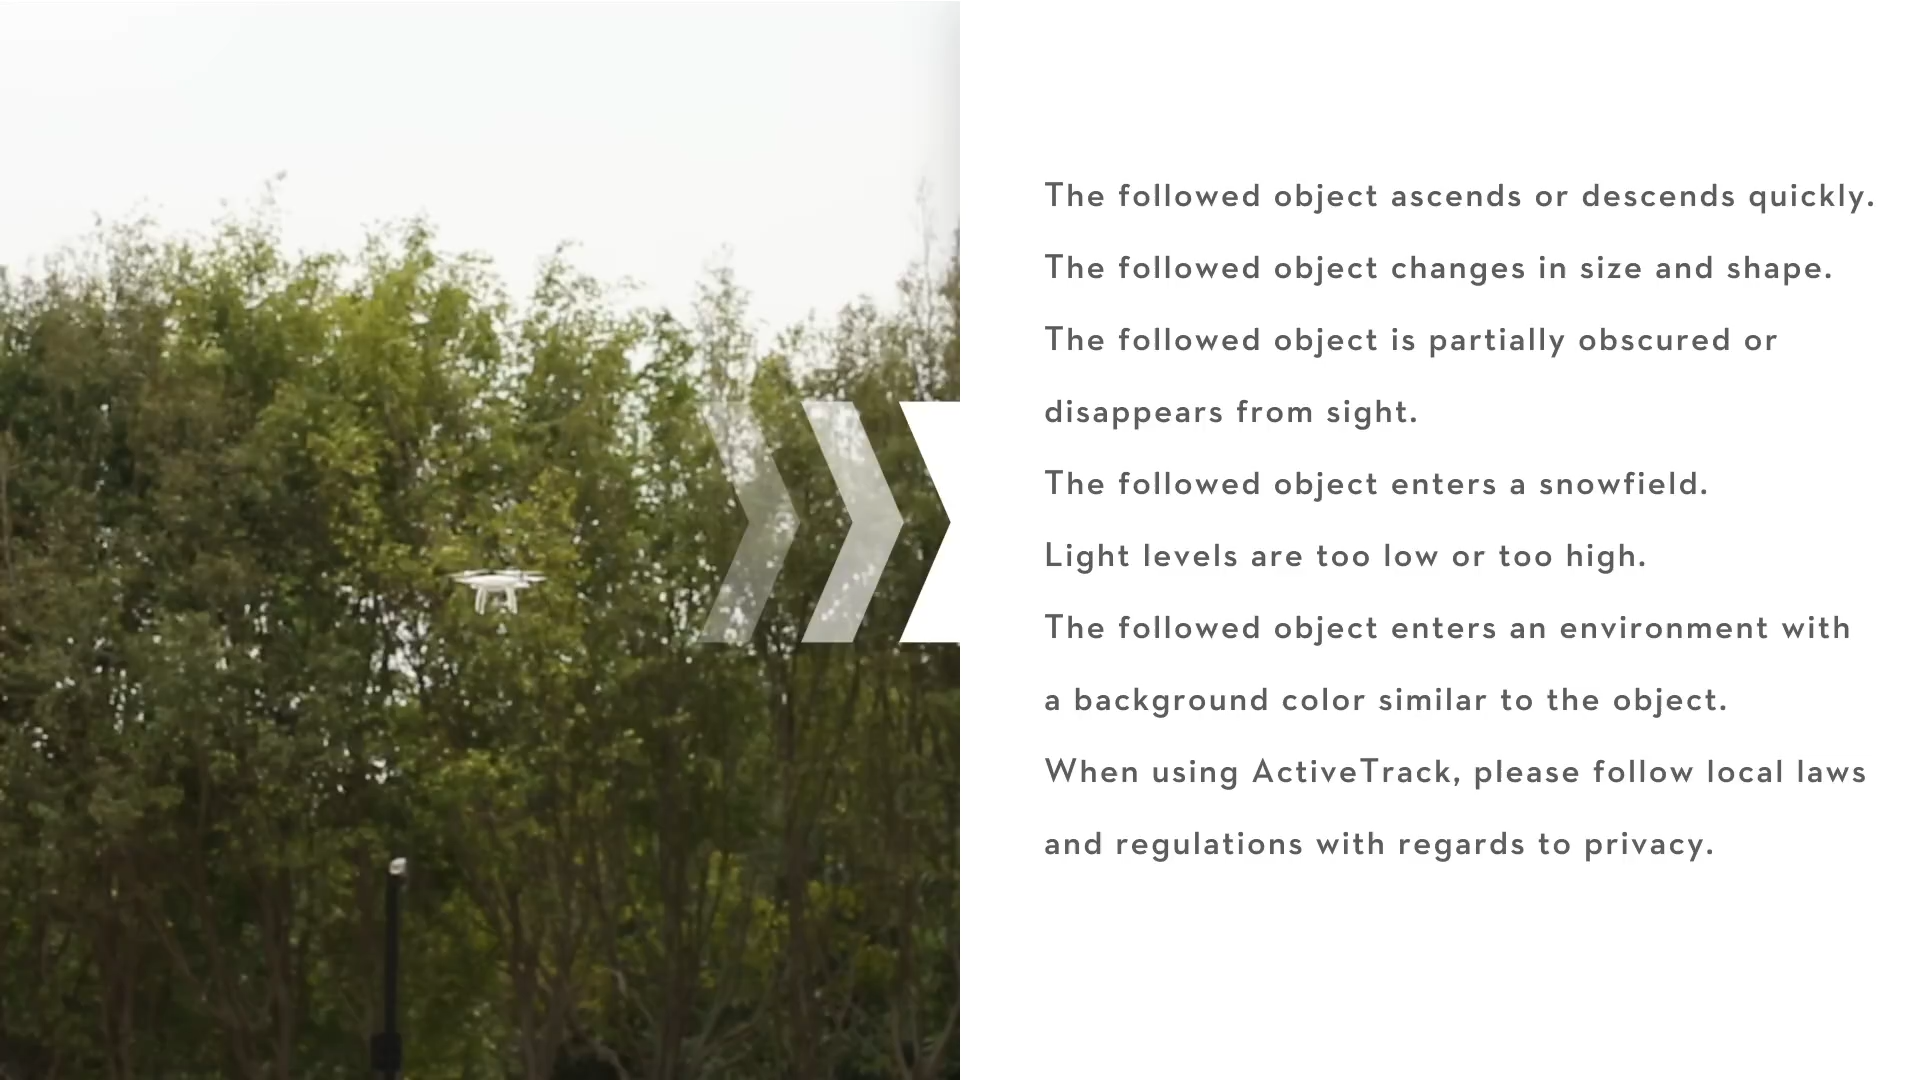 The followed object ascends or descends quickly.
The followed object changes in size and shape.
The followed object is partially obscured or
disappears from sight.
The followed object enters a snowfield.
Light levels are too low or too high.
The followed object enters an environment with
a background color similar to the object.
When using ActiveTrack, please follow local laws
and regulations with regards to privacy.